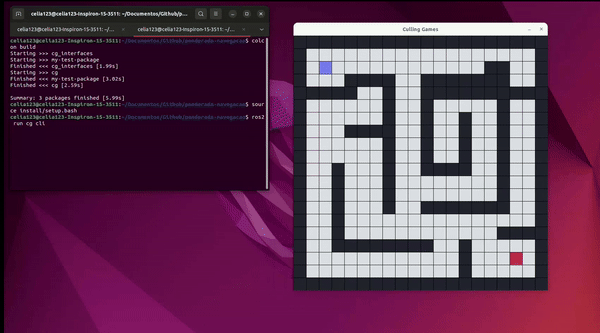 celia123@celia123-Inspiron-15-3511: ~/Documentos/Github/p...
celia123@celia123-Inspiron-15-3511: ~/...
celia123@celia123-Inspiron-15-3511: ~/...
celia123@celia123-Inspiron-15-3511:~/Documentos/Github/ponderada-navegacao$ colc
on build
Starting >>> cg_interfaces
Starting >>> my-test-package
Finished <<< cg_interfaces [1.99s]
Starting >>> cg
Finished <<< my-test-package [3.02s]
Finished <<< cg [2.59s]
Summary: 3 packages finished [5.99s]
celia123@celia123-Inspiron-15-3511:~/Documentos/Github/ponderada-navegacao$ sour
ce install/setup.bash
celia123@celia123-Inspiron-15-3511:~/Documentos/Github/ponderada-navegacao$ ros2
run cg cli
Culling Games